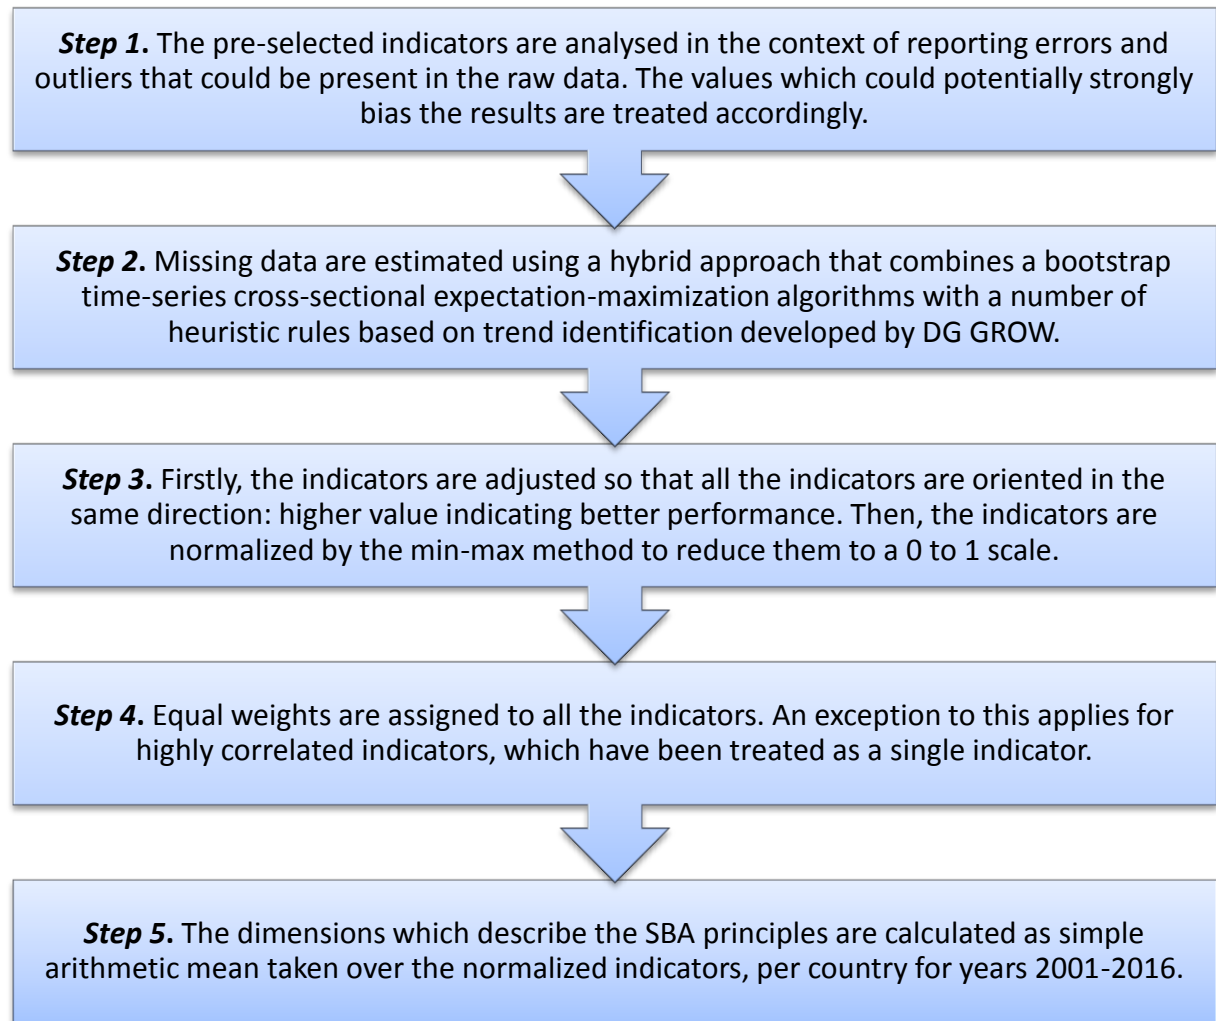 Step 1. The pre-selected indicators are analysed in the context of reporting errors and
outliers that could be present in the raw data. The values which could potentially strongly
bias the results are treated accordingly.
Step 2. Missing data are estimated using a hybrid approach that combines a bootstrap
time-series cross-sectional expectation-maximization algorithms with a number of
heuristic rules based on trend identification developed by DG GROW.
Step 3. Firstly, the indicators are adjusted so that all the indicators are oriented in the
same direction: higher value indicating better performance. Then, the indicators are
normalized by the min-max method to reduce them to a 0 to 1 scale.
Step 4. Equal weights are assigned to all the indicators. An exception to this applies for
highly correlated indicators, which have been treated as a single indicator.
Step 5. The dimensions which describe the SBA principles are calculated as simple
arithmetic mean taken over the normalized indicators, per country for years 2001-2016.